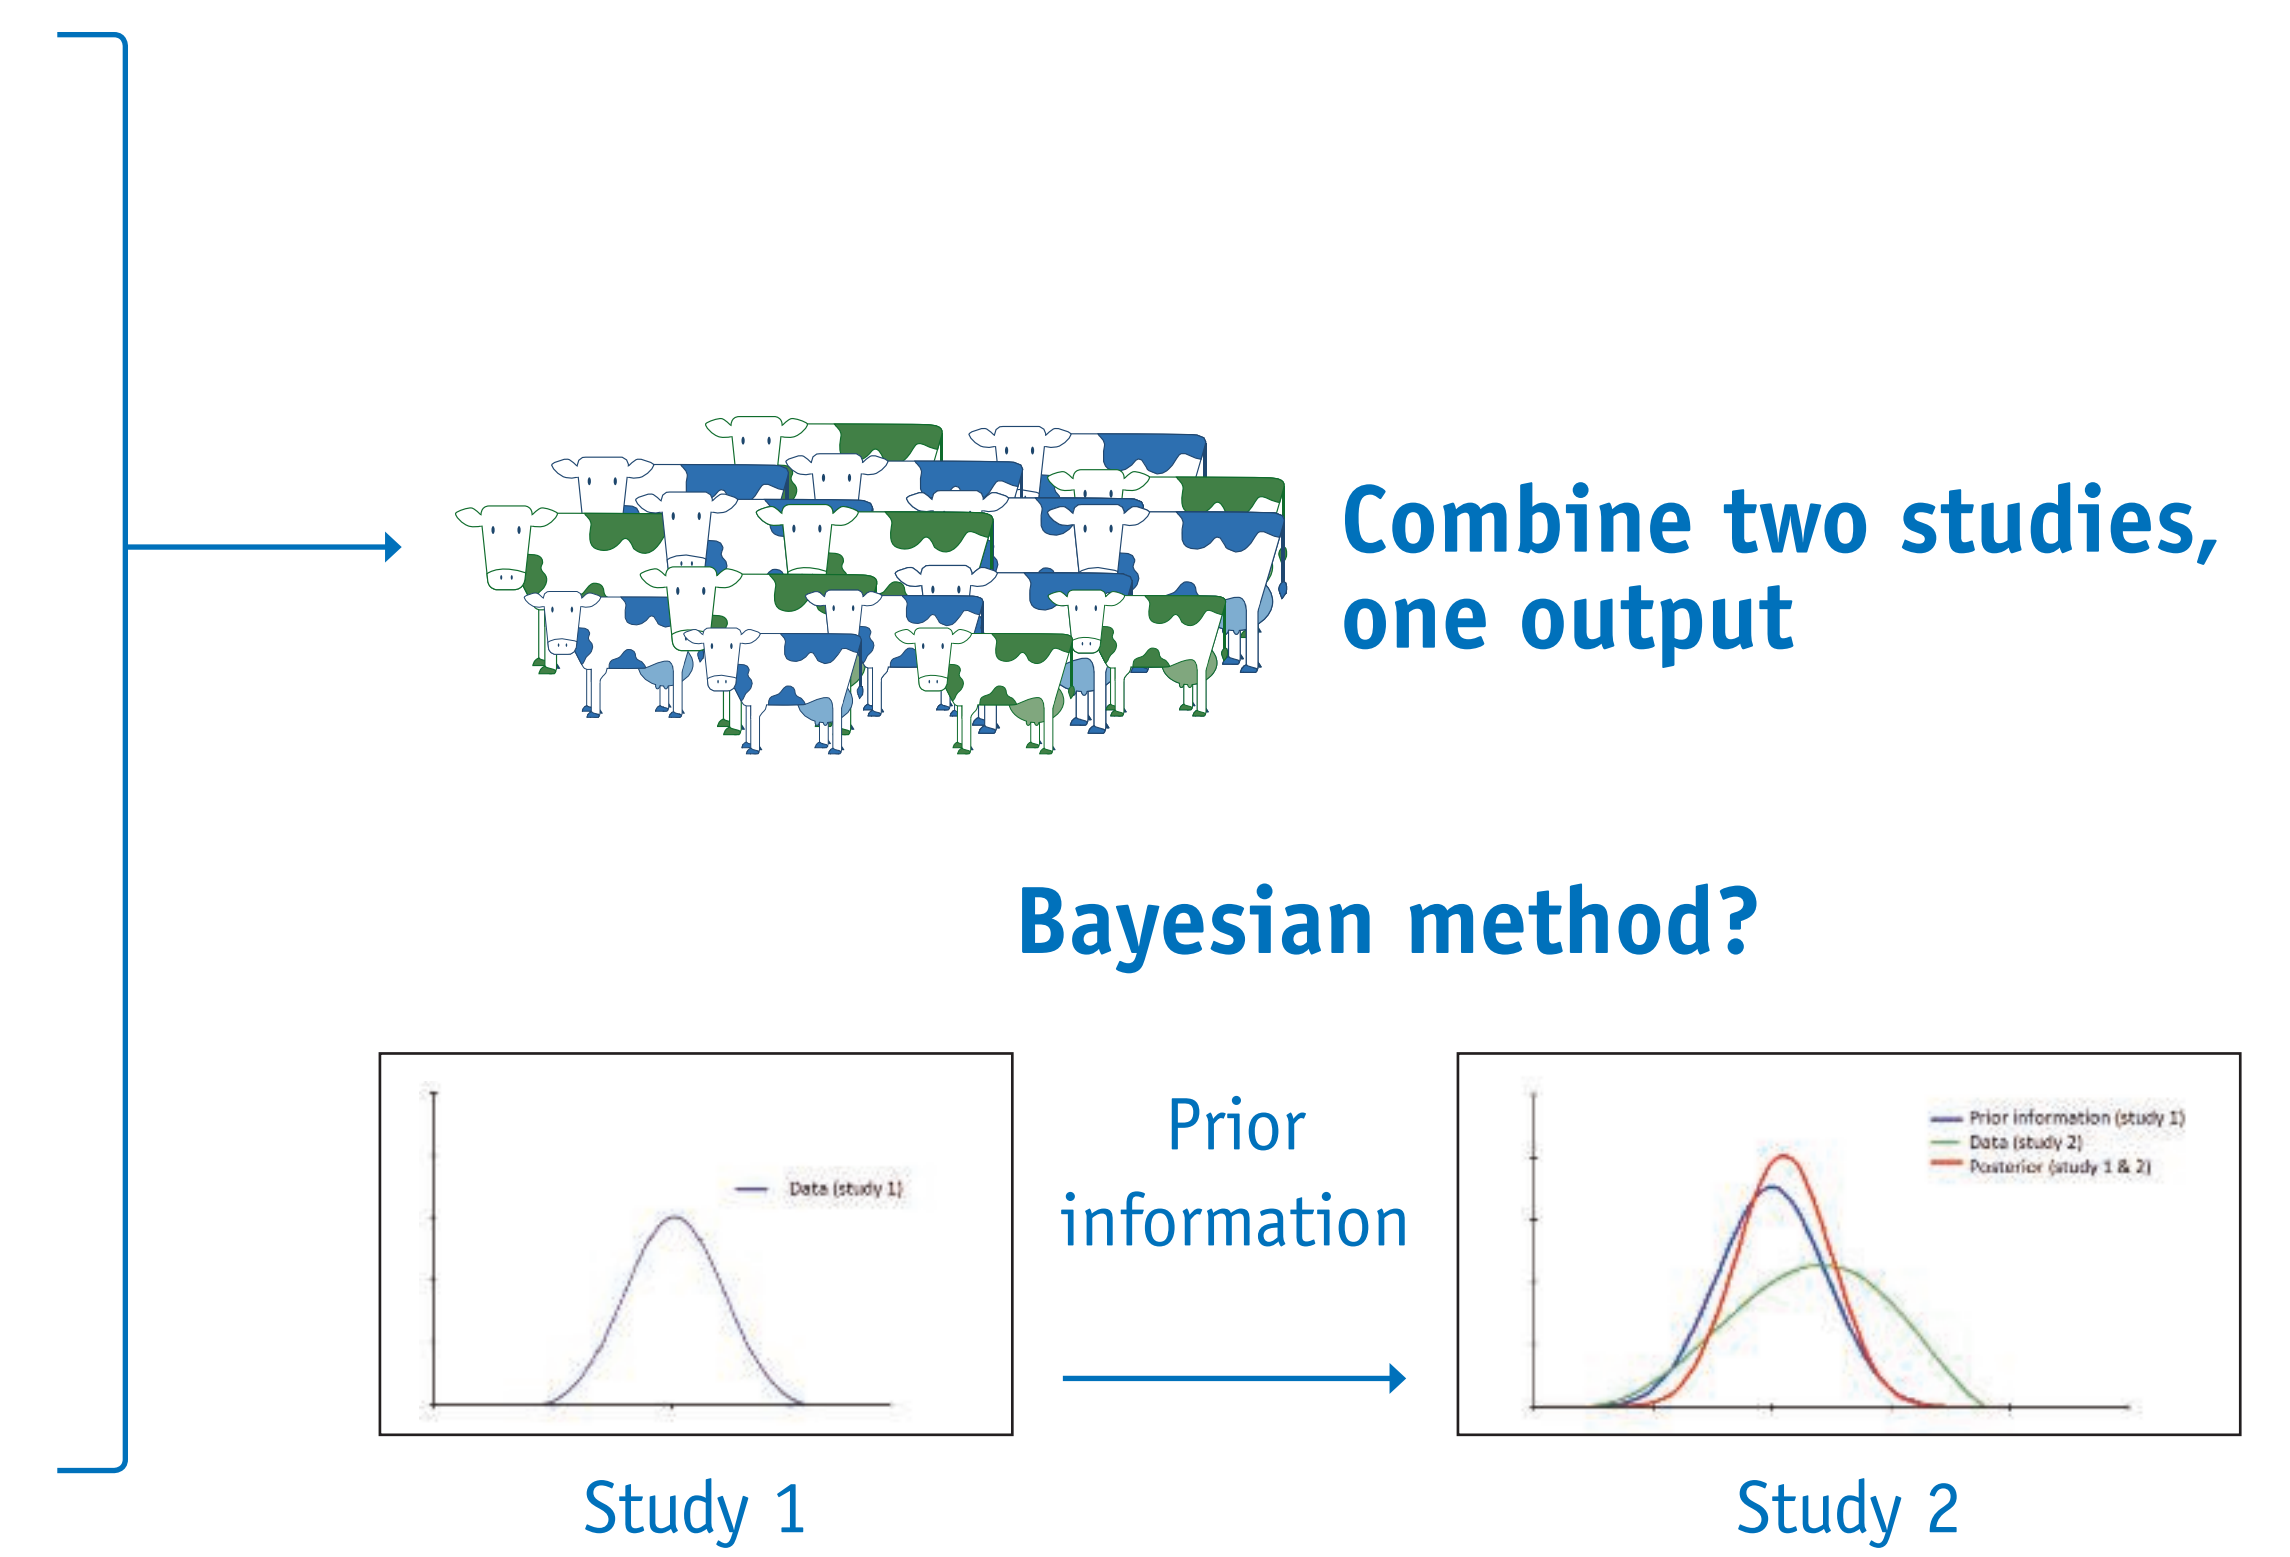 Combine two studies,
one output
Bayesian method?
Data (study 1)
Prior
information
Prior information (study 1)
Data (study 2)
Posterior (study 1 & 2)
Study 1
Study 2